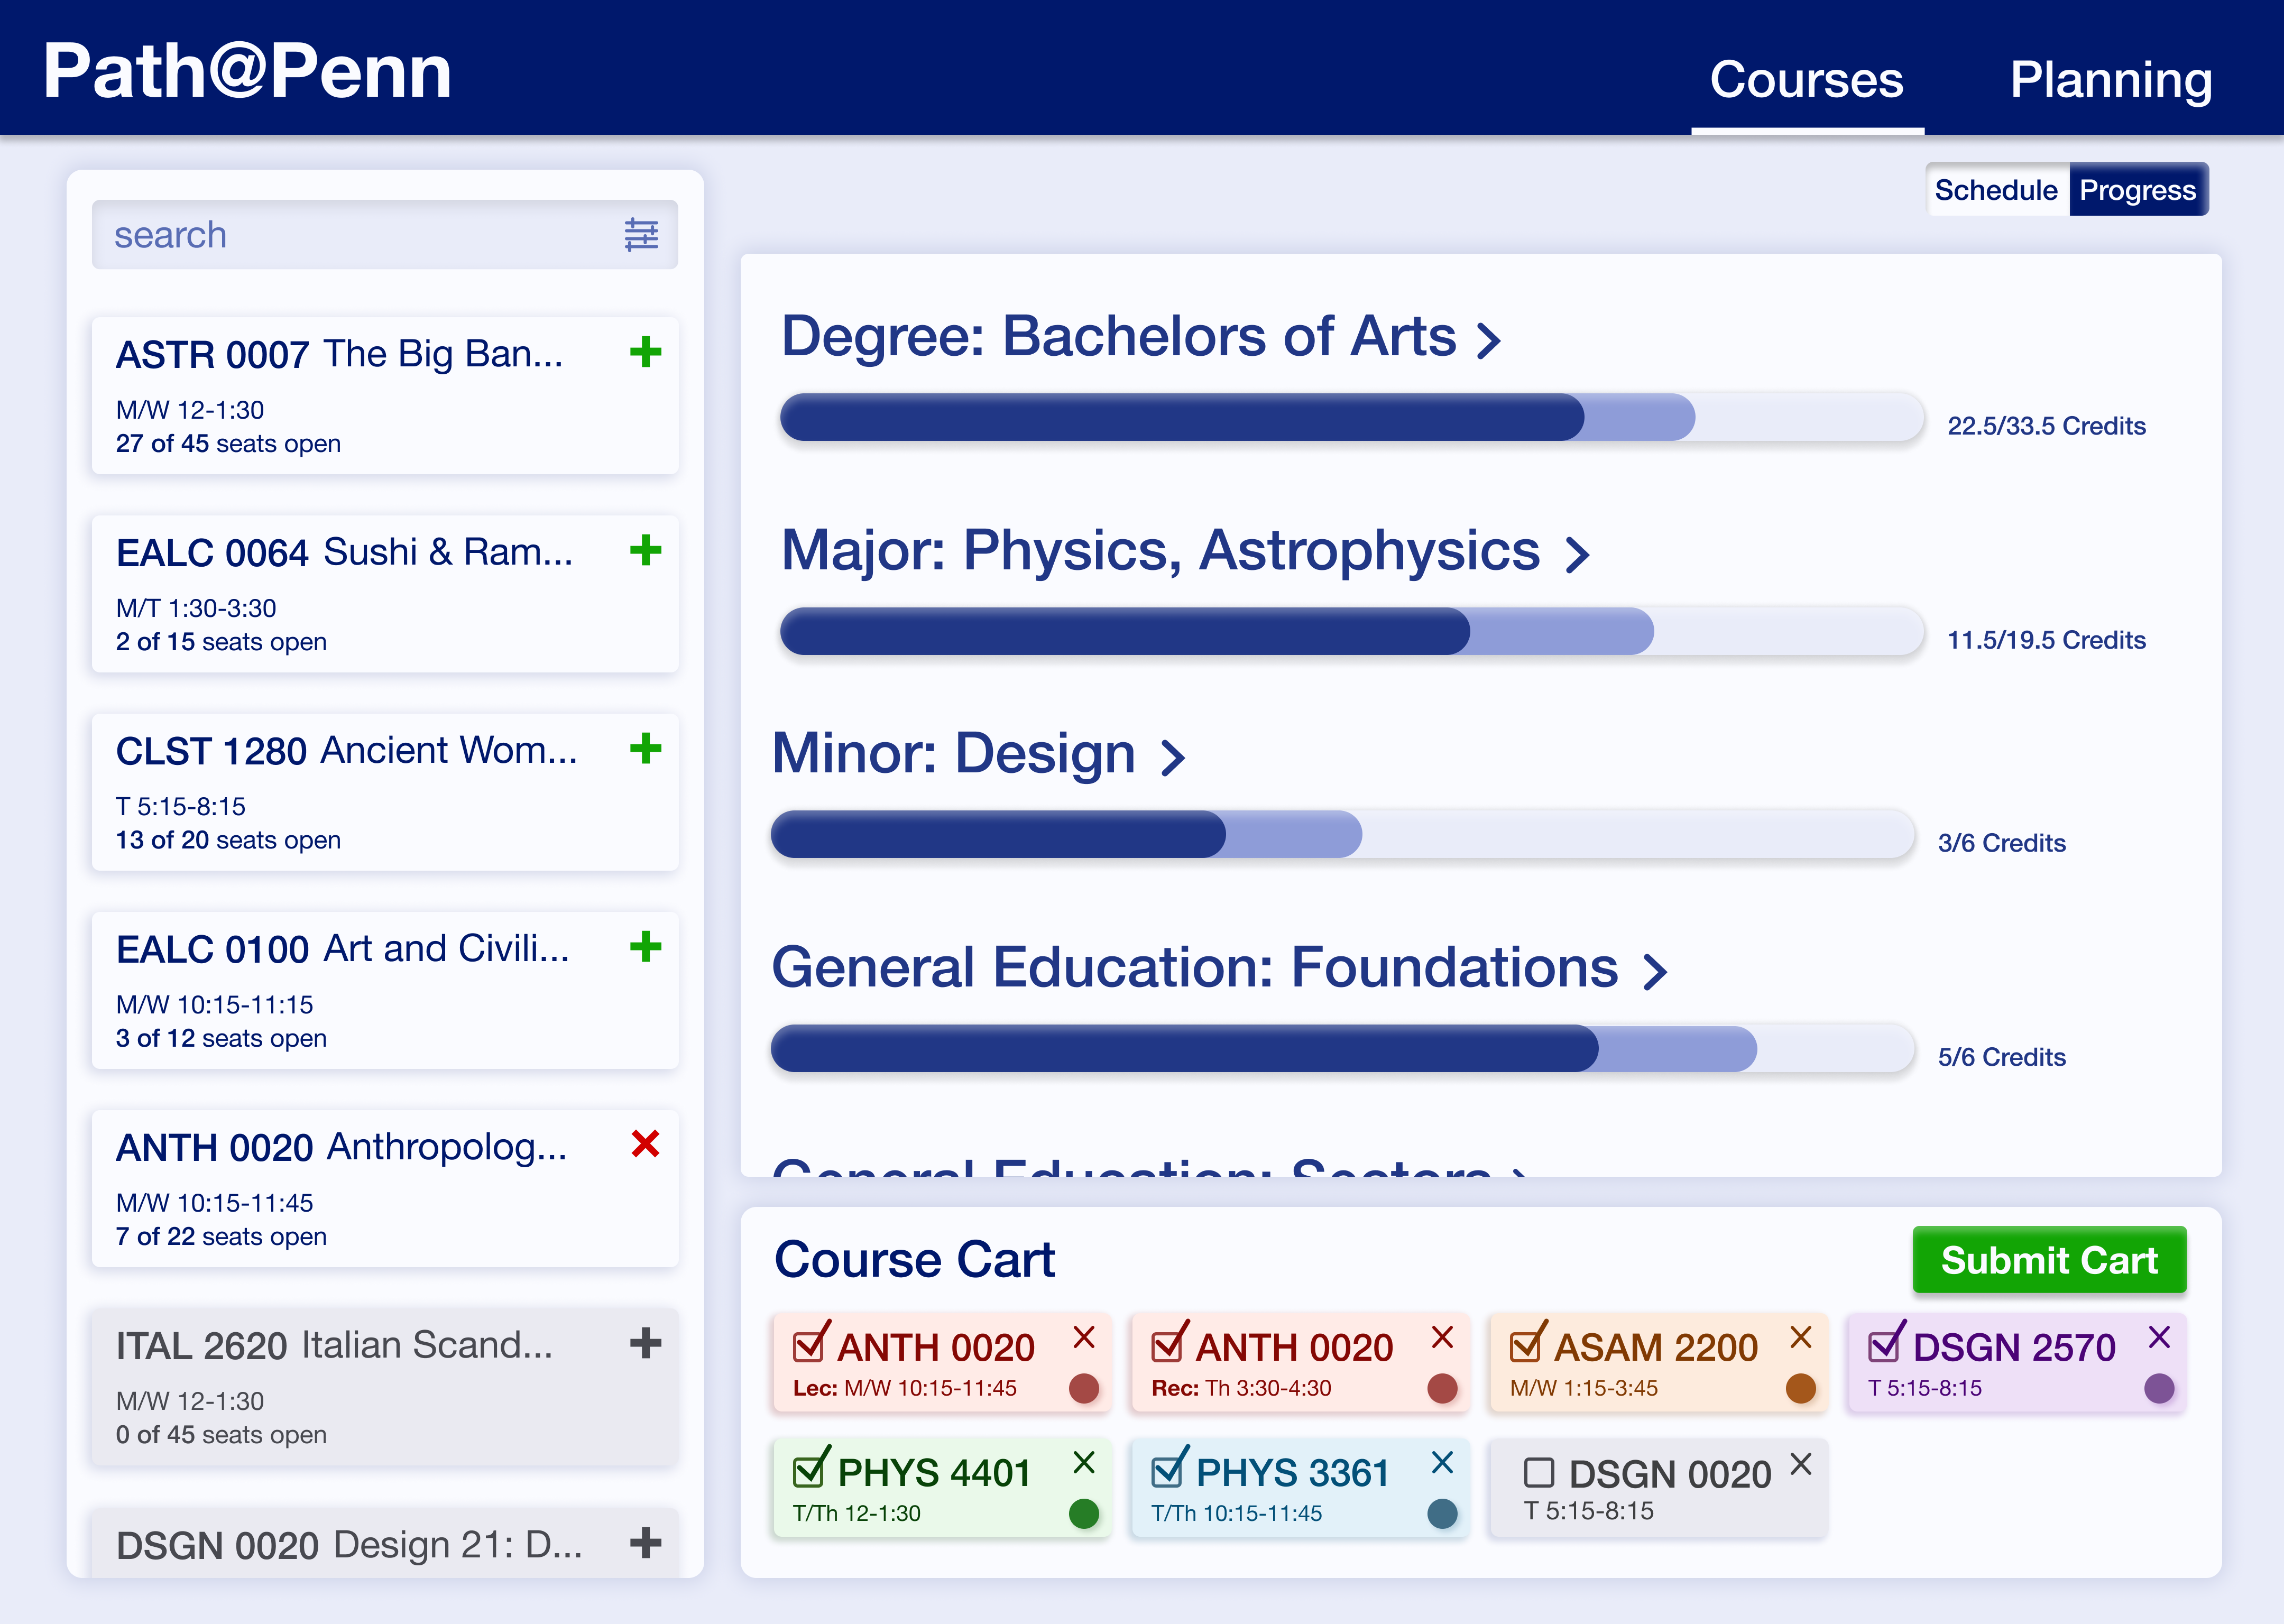 Path@Penn
Courses
Planning
Schedule
Progress
search
ASTR 0007 The Big Ban...
M/W 12-1:30
27 of 45 seats open
EALC 0064 Sushi & Ram...
M/T 1:30-3:30
2 of 15 seats open
CLST 1280 Ancient Wom...
T 5:15-8:15
13 of 20 seats open
EALC 0100 Art and Civili...
M/W 10:15-11:15
3 of 12 seats open
ANTH 0020 Anthropolog...
M/W 10:15-11:45
7 of 22 seats open
ITAL 2620 Italian Scand...
M/W 12-1:30
0 of 45 seats open
DSGN 0020 Design 21: D...
Degree: Bachelors of Arts >
22.5/33.5 Credits
Major: Physics, Astrophysics >
11.5/19.5 Credits
Minor: Design >
3/6 Credits
General Education: Foundations >
5/6 Credits
General Education: Sectors >
Course Cart
Submit Cart
ANTH 0020
Lec: M/W 10:15-11:45
ANTH 0020
Rec: Th 3:30-4:30
ASAM 2200
M/W 1:15-3:45
DSGN 2570
T 5:15-8:15
PHYS 4401
T/Th 12-1:30
PHYS 3361
T/Th 10:15-11:45
DSGN 0020
T 5:15-8:15